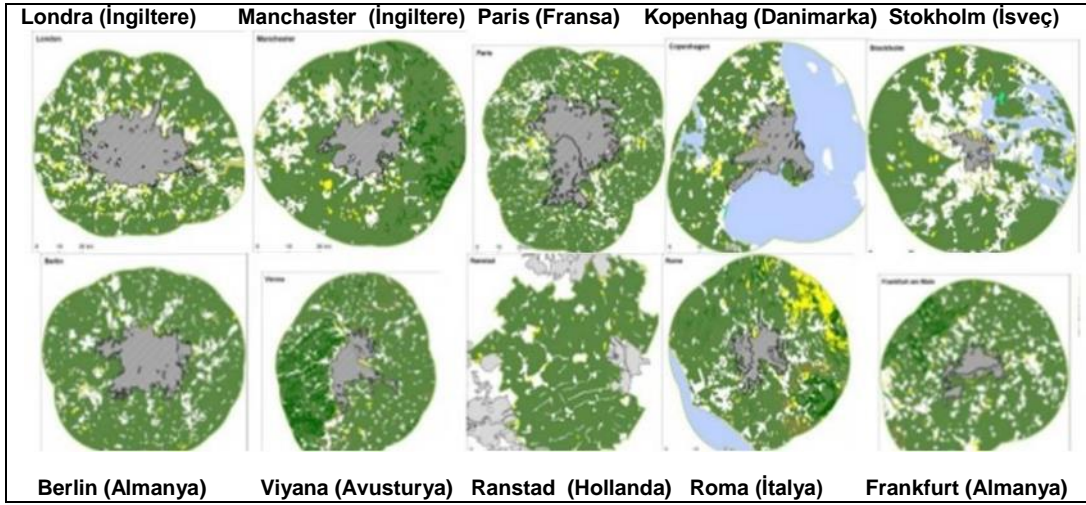 Londra (İngiltere) Manchaster (İngiltere) Paris (Fransa) Kopenhag (Danimarka) Stokholm (İsveç)
London Manchester Paris Copenhagen Stockholm
Berlin Vienna Ranstad Rome Frankfurt am Main
Berlin (Almanya) Viyana (Avusturya) Ranstad (Hollanda) Roma (İtalya) Frankfurt (Almanya)